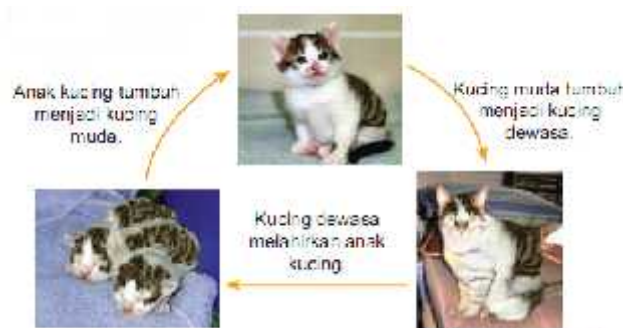 Anak kucing tumbuh
menjadi kucing
muda.
Kucing muda tumbuh
menjadi kucing
dewasa.
Kucing dewasa
melahirkan anak
kucing